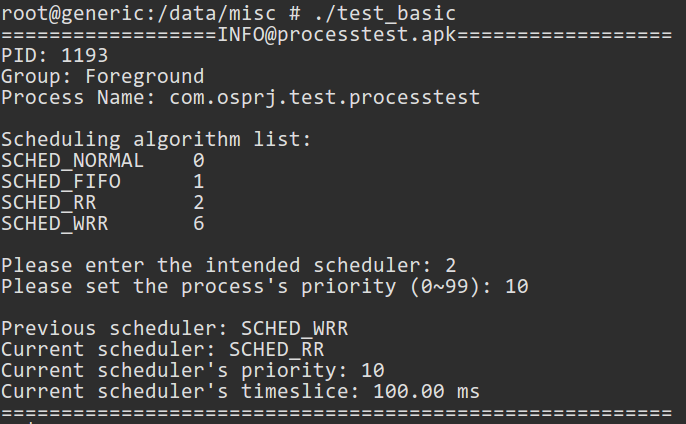 root@generic:/data/misc # ./test_basic
==================INFO@processtest.apk==================
PID: 1193
Group: Foreground
Process Name: com.osprj.test.processtest
Scheduling algorithm list:
SCHED_NORMAL    0
SCHED_FIFO      1
SCHED_RR        2
SCHED_WRR       6
Please enter the intended scheduler: 2
Please set the process's priority (0~99): 10
Previous scheduler: SCHED_WRR
Current scheduler: SCHED_RR
Current scheduler's priority: 10
Current scheduler's timeslice: 100.00 ms
========================================================